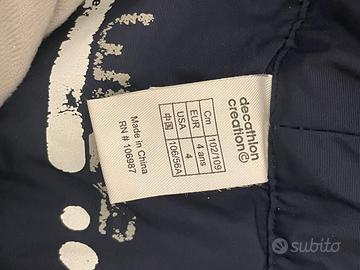 decathlon
creation©
Cm 102/109
EUR 4 ans
USA 4
中国 106/56A
Made in China
RN # 106987
subito